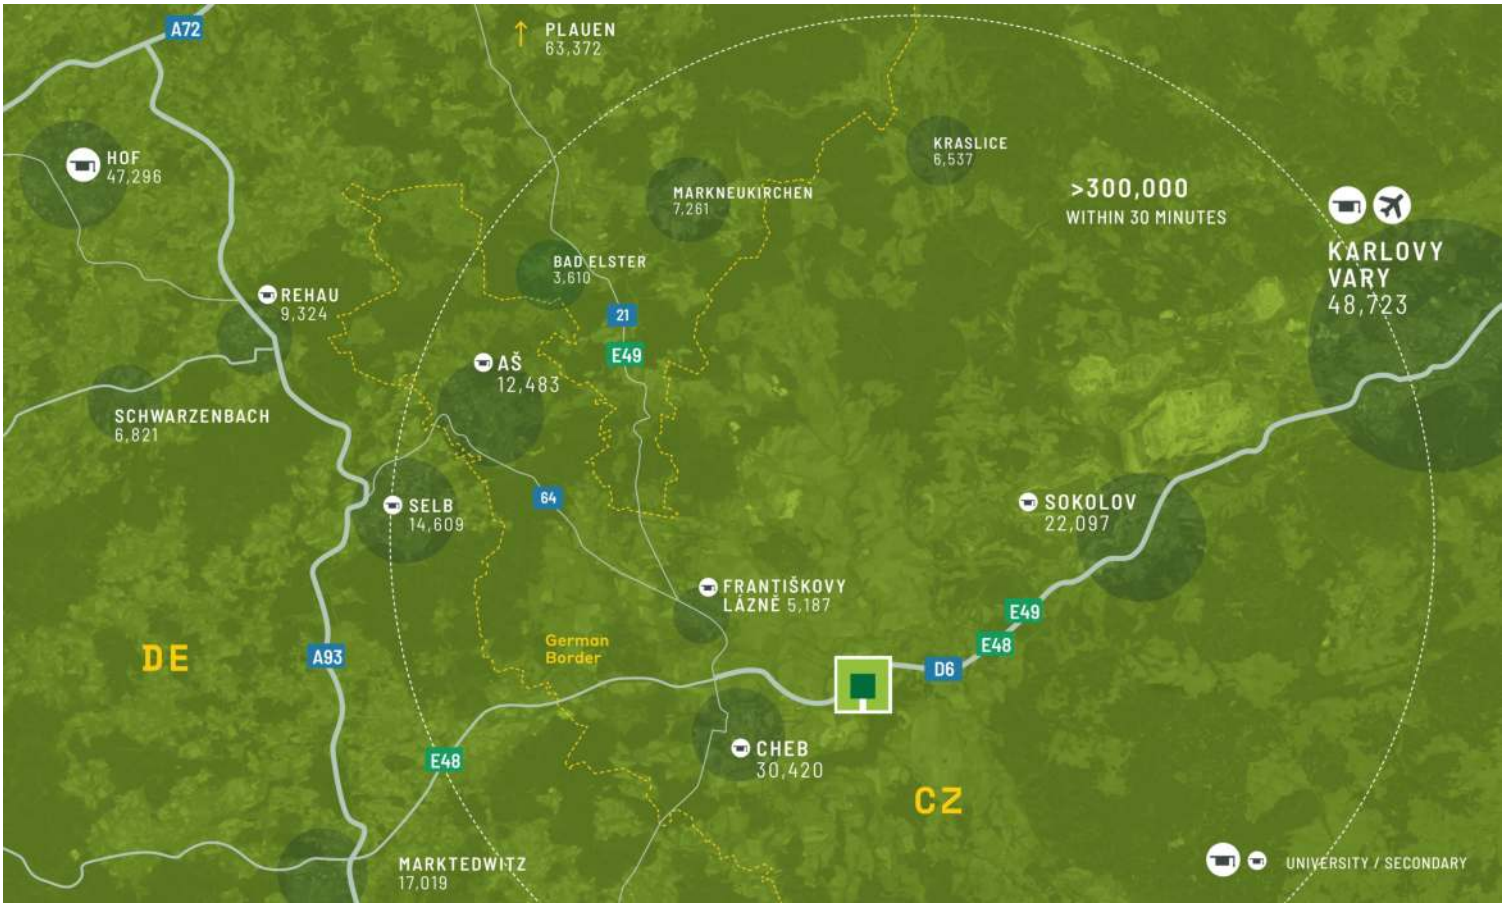 A72
PLAUEN
63,372
HOF
47,296
KRASLICE
6,537
MARKNEUKIRCHEN
7,261
>300,000
WITHIN 30 MINUTES
KARLOVY
VARY
48,723
BAD ELSTER
3,610
REHAU
9,324
21
E49
AŠ
12,483
SCHWARZENBACH
6,821
64
SELB
14,609
SOKOLOV
22,097
FRANTIŠKOVY
LÁZNĚ 5,187
E49
E48
German
Border
DE
A93
D6
E48
CHEB
30,420
CZ
MARKTEDWITZ
17,019
UNIVERSITY / SECONDARY